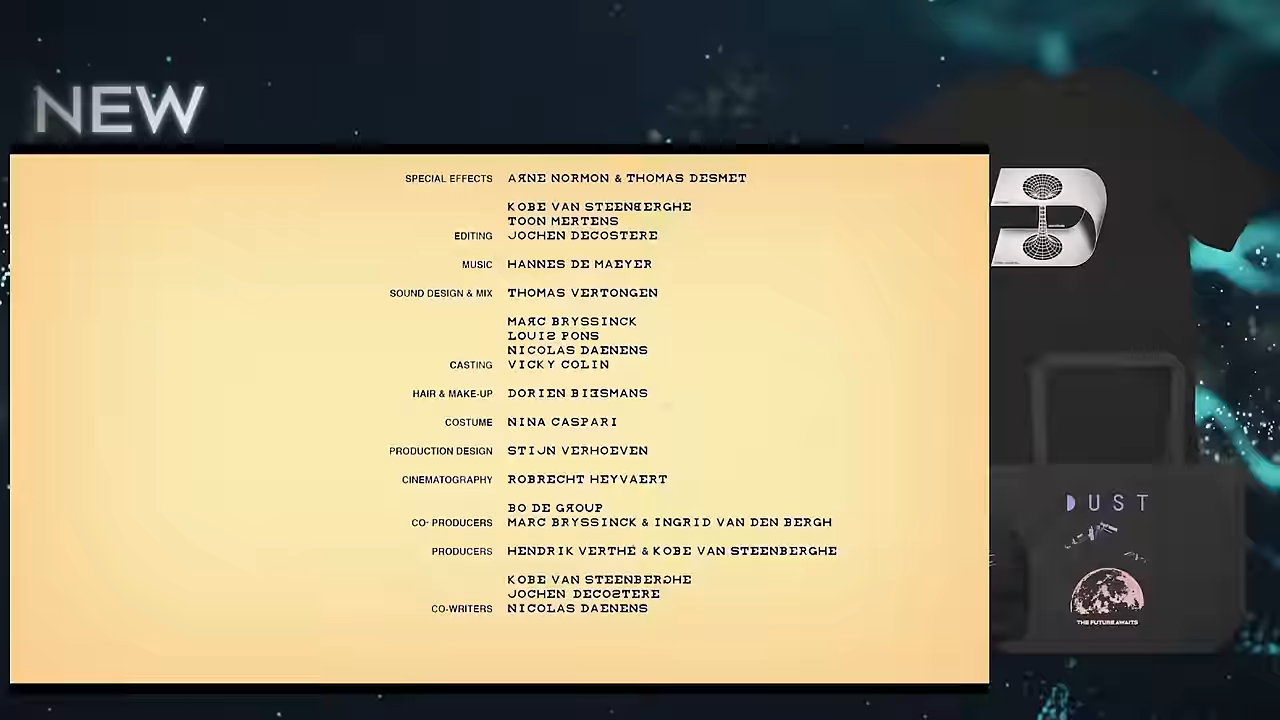 NEW
SPECIAL EFFECTS ARNE NORMON & THOMAS DESMET
KOBE VAN STEENBERGHE
TOON MERTENS
EDITING JOCHEN DECOSTERE
MUSIC HANNES DE MAEYER
SOUND DESIGN & MIX THOMAS VERTONGEN
MARC BRYSSINCK
LOUIS PONS
NICOLAS DAENENS
CASTING VICKY COLIN
HAIR & MAKE-UP DORIEN BIESMANS
COSTUME NINA CASPARI
PRODUCTION DESIGN STIJN VERHOEVEN
CINEMATOGRAPHY ROBRECHT HEYVAERT
BO DE GROUP
CO- PRODUCERS MARC BRYSSINCK & INGRID VAN DEN BERGH
PRODUCERS HENDRIK VERTHÉ & KOBE VAN STEENBERGHE
KOBE VAN STEENBERGHE
JOCHEN DECOSTERE
CO-WRITERS NICOLAS DAENENS
DUST
THE FUTURE AWAITS